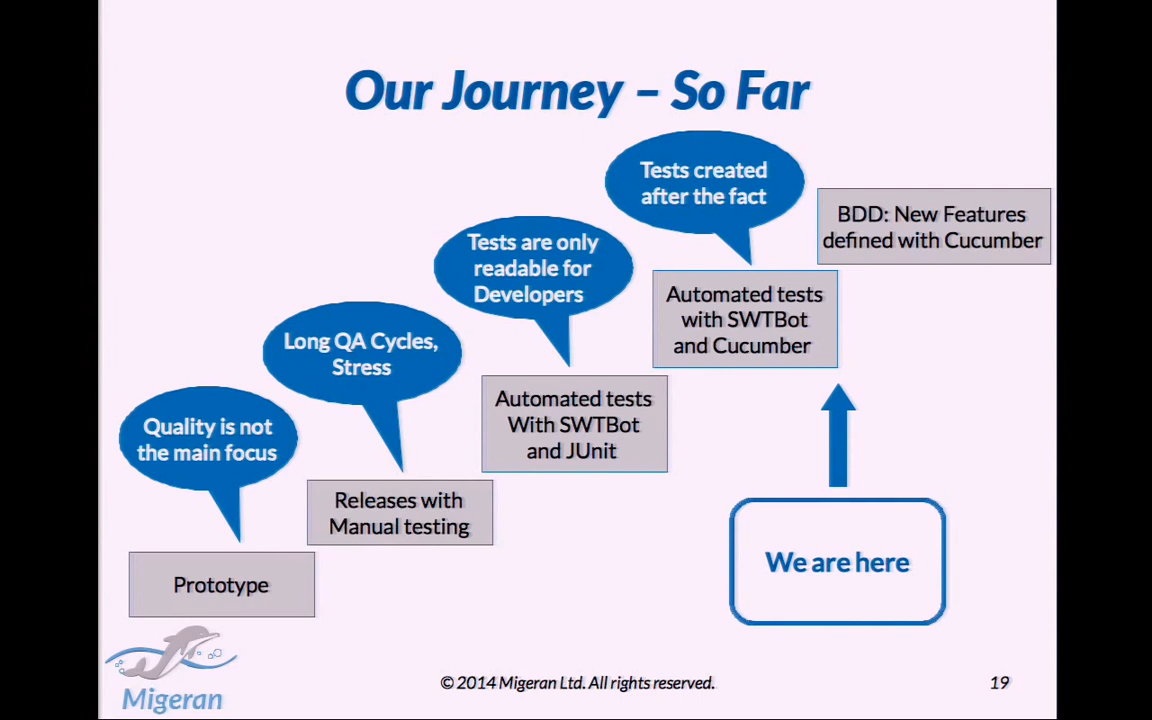 Our Journey – So Far
Tests created
after the fact
BDD: New Features
defined with Cucumber
Tests are only
readable for
Developers
Automated tests
with SWTBot
and Cucumber
Long QA Cycles,
Stress
Automated tests
With SWTBot
and JUnit
Quality is not
the main focus
Releases with
Manual testing
We are here
Prototype
Migeran
© 2014 Migeran Ltd. All rights reserved.
19